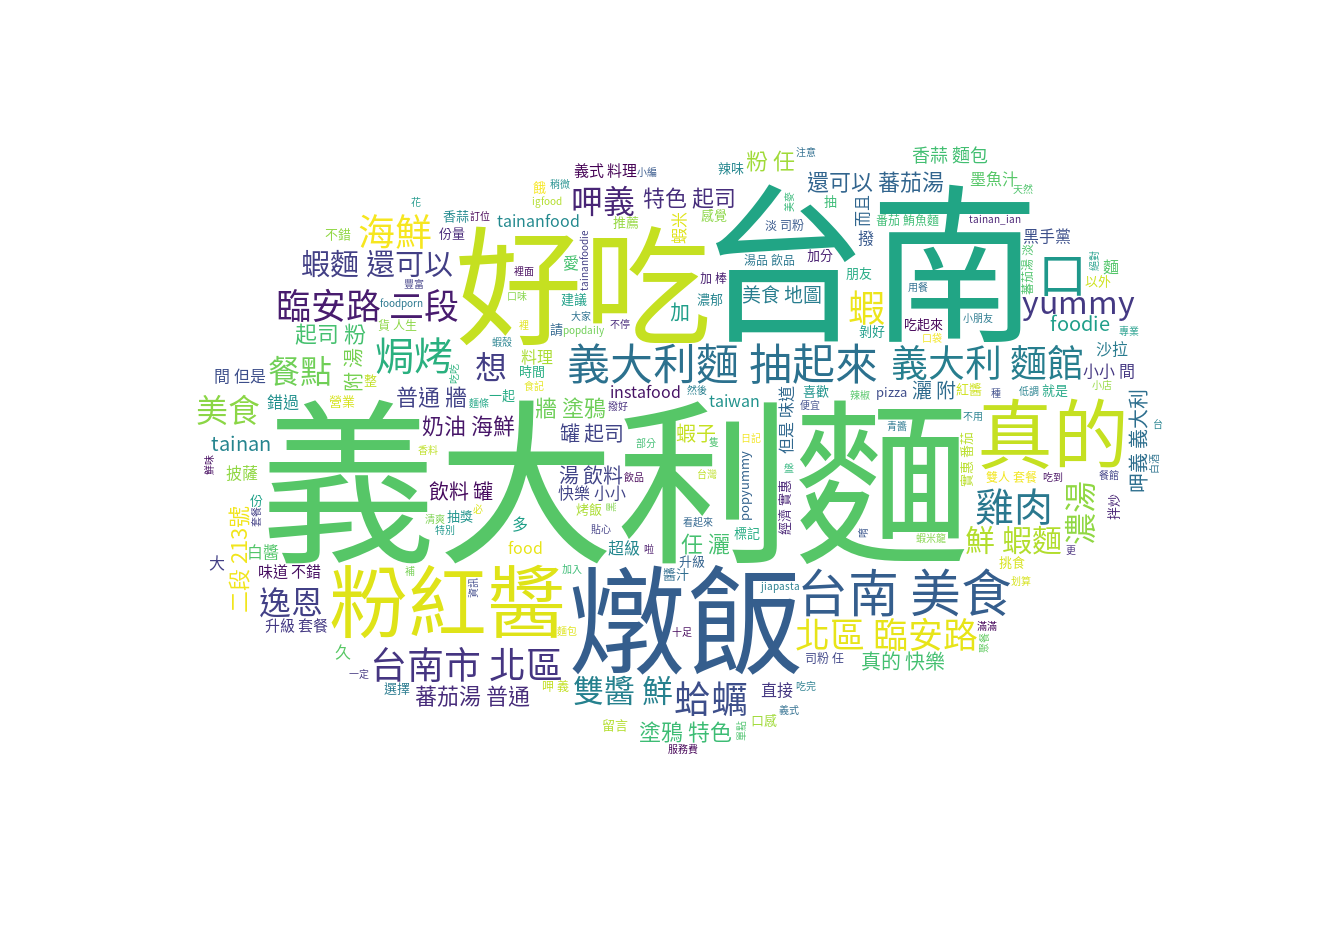 注意
香蒜 麵包
辣味
粉 任
義式 料理
小編
還可以 蕃茄湯
墨魚汁
天然
餓
稍微
igfood
呷義
特色 起司
抽
花
香蒜
訂位
tainanfood
推薦
感覺
淡 司粉
而且
蕃茄 鮪魚麵
tainan_ian
不錯
海鮮
份量
撥
黑手黨
好吃
台南
湯品 飲品
加分
蝦麵 還可以
裡面
愛
tainanfoodie
加 棒
朋友
口
麵
以外
豐富
用餐
臨安路 二段
foodporn
口味
建議
濃郁
美食 地圖
蝦
yummy
大家
加
小朋友
貨 人生
裡
請
popdaily
不停
剝好
吃起來
foodie
專業
起司 粉
蝦殼
口袋
焗烤
料理
義大利麵 抽起來
義大利 麵館
沙拉
附 湯
間 但是
餐點
整
吃吃
想
時間
小小 間
食記
普通 牆
一起
instafood
然後
taiwan
喜歡
辣椒
pizza
灑 附
紅醬
種
低調
就是
小店
美食
錯過
營業
麵條
牆 塗鴉
撥好
便宜
但是 味道
奶油 海鮮
不用
台
tainan
罐 起司
蝦子
隻
日記
青醬
真的
呷義 義大利
部分
香料
義大利麵
鮮味
披薩
湯 飲料
飲品
台灣
盤
雙人 套餐
吃到
餐館
白酒
飲料 罐
快樂 小小
popyummy
經濟 實惠
份
必
烤飯
雞肉
濃湯
拌炒
套餐
清爽
抽獎
特別
多
貼心
看起來
標記
二段 213號
白醬
food
超級
啦
任 灑
鮮 蝦麵
更
蝦米龍
大
味道 不錯
補
加入
醬汁
升級
挑食
粉紅醬
燉飯
jiapasta
台南 美食
划算
逸恩
升級 套餐
麵包
十足
北區 臨安路
滿滿
久
司粉 任
真的 快樂
一定
台南市 北區
選擇
呷 義
雙醬 鮮
蛤蠣
直接
吃完
蕃茄湯 普通
義式
留言
塗鴉 特色
口感
服務費